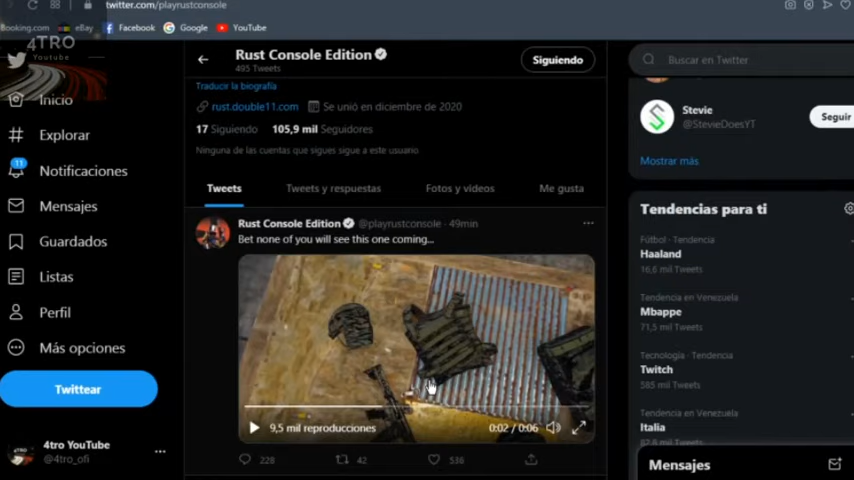 twitter.com/playrustconsole
Booking.com
eBay
Facebook
Google
YouTube
4TRO
Youtube
Inicio
Explorar
11
Notificaciones
Mensajes
Guardados
Listas
Perfil
Más opciones
Twittear
4tro YouTube
@4tro_ofi
Rust Console Edition
495 Tweets
Siguiendo
Traducir la biografía
rust.double11.com
Se unió en diciembre de 2020
17 Siguiendo 105,9 mil Seguidores
Ninguna de las cuentas que sigues sigue a este usuario
Tweets
Tweets y respuestas
Fotos y videos
Me gusta
Rust Console Edition @playrustconsole · 49min
Bet none of you will see this one coming...
9,5 mil reproducciones
0:02 / 0:06
228
42
536
Buscar en Twitter
Stevie
@StevieDoesYT
Seguir
Mostrar más
Tendencias para ti
Fútbol · Tendencia
Haaland
16,6 mil Tweets
Tendencia en Venezuela
Mbappe
71,5 mil Tweets
Tecnología · Tendencia
Twitch
585 mil Tweets
Tendencia en Venezuela
Italia
82,8 mil Tweets
Mensajes